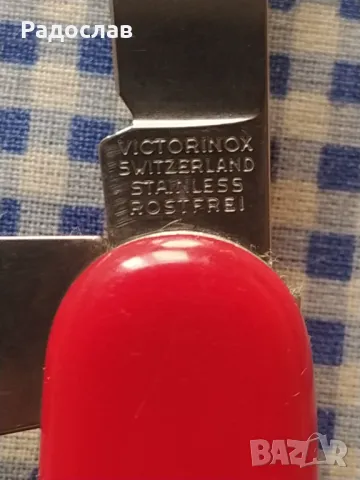 Радослав
VICTORINOX
SWITZERLAND
STAINLESS
ROSTFREI
BAZAR